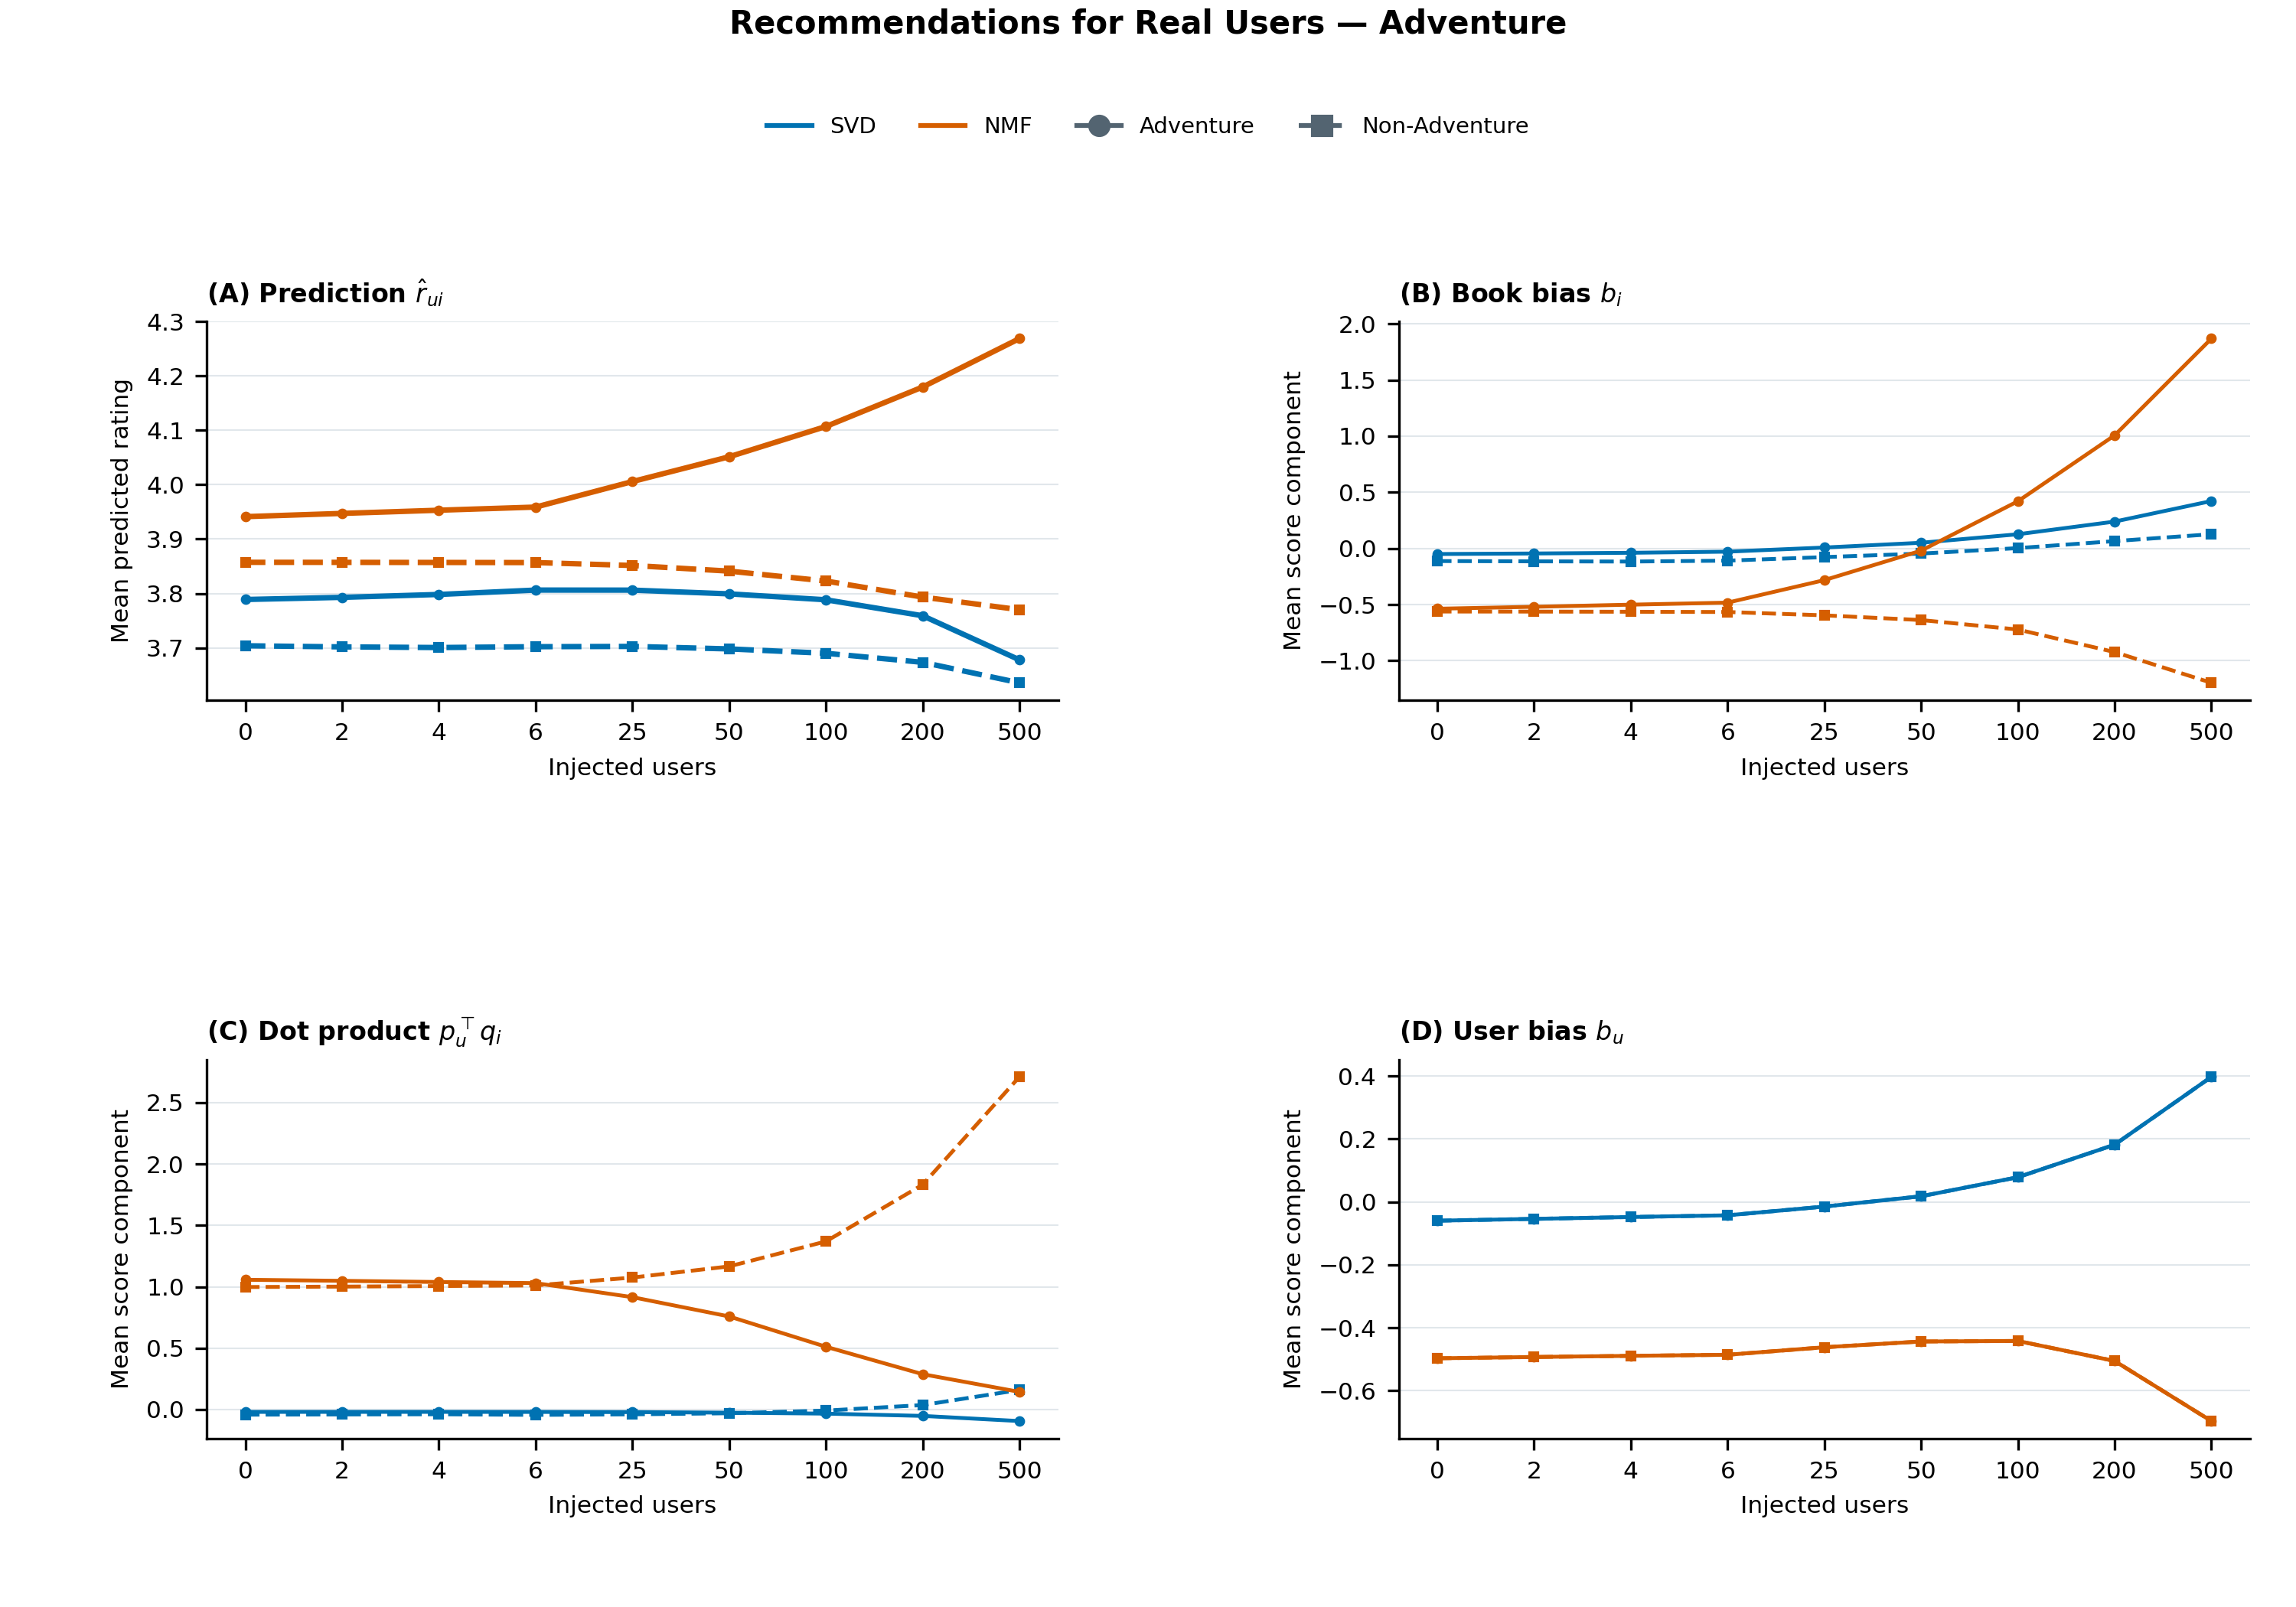 Recommendations for Real Users — Adventure
SVD NMF Adventure Non-Adventure
(A) Prediction r̂ui
4.3
4.2
4.1
4.0
3.9
3.8
3.7
Mean predicted rating
0 2 4 6 25 50 100 200 500
Injected users
(B) Book bias bi
2.0
1.5
1.0
0.5
0.0
−0.5
−1.0
Mean score component
0 2 4 6 25 50 100 200 500
Injected users
(C) Dot product pu⊤qi
2.5
2.0
1.5
1.0
0.5
0.0
Mean score component
0 2 4 6 25 50 100 200 500
Injected users
(D) User bias bu
0.4
0.2
0.0
−0.2
−0.4
−0.6
Mean score component
0 2 4 6 25 50 100 200 500
Injected users